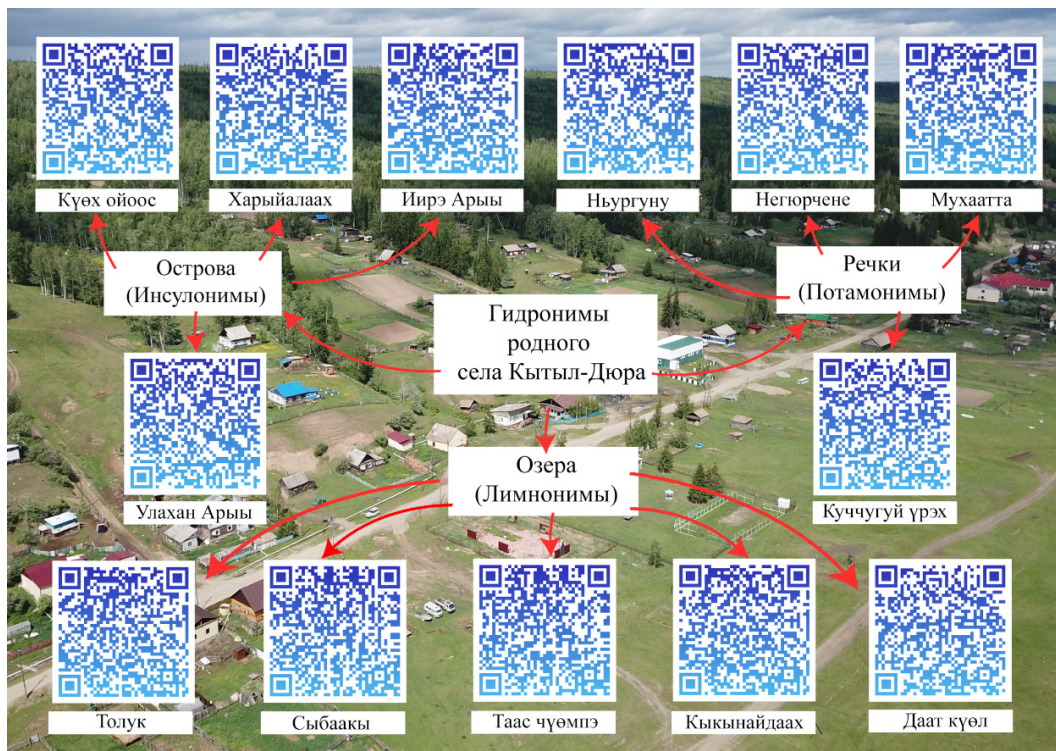 Күөх ойоос
Харыйалаах
Иирэ Арыы
Ньургуну
Негюрчене
Мухаатта
Острова
(Инсулонимы)
Речки
(Потамонимы)
Гидронимы
родного
села Кытыл-Дюра
Улахан Арыы
Куччугуй үрэх
Озера
(Лимнонимы)
Толук
Сыбаакы
Таас чүөмпэ
Кыкынайдаах
Даат күөл